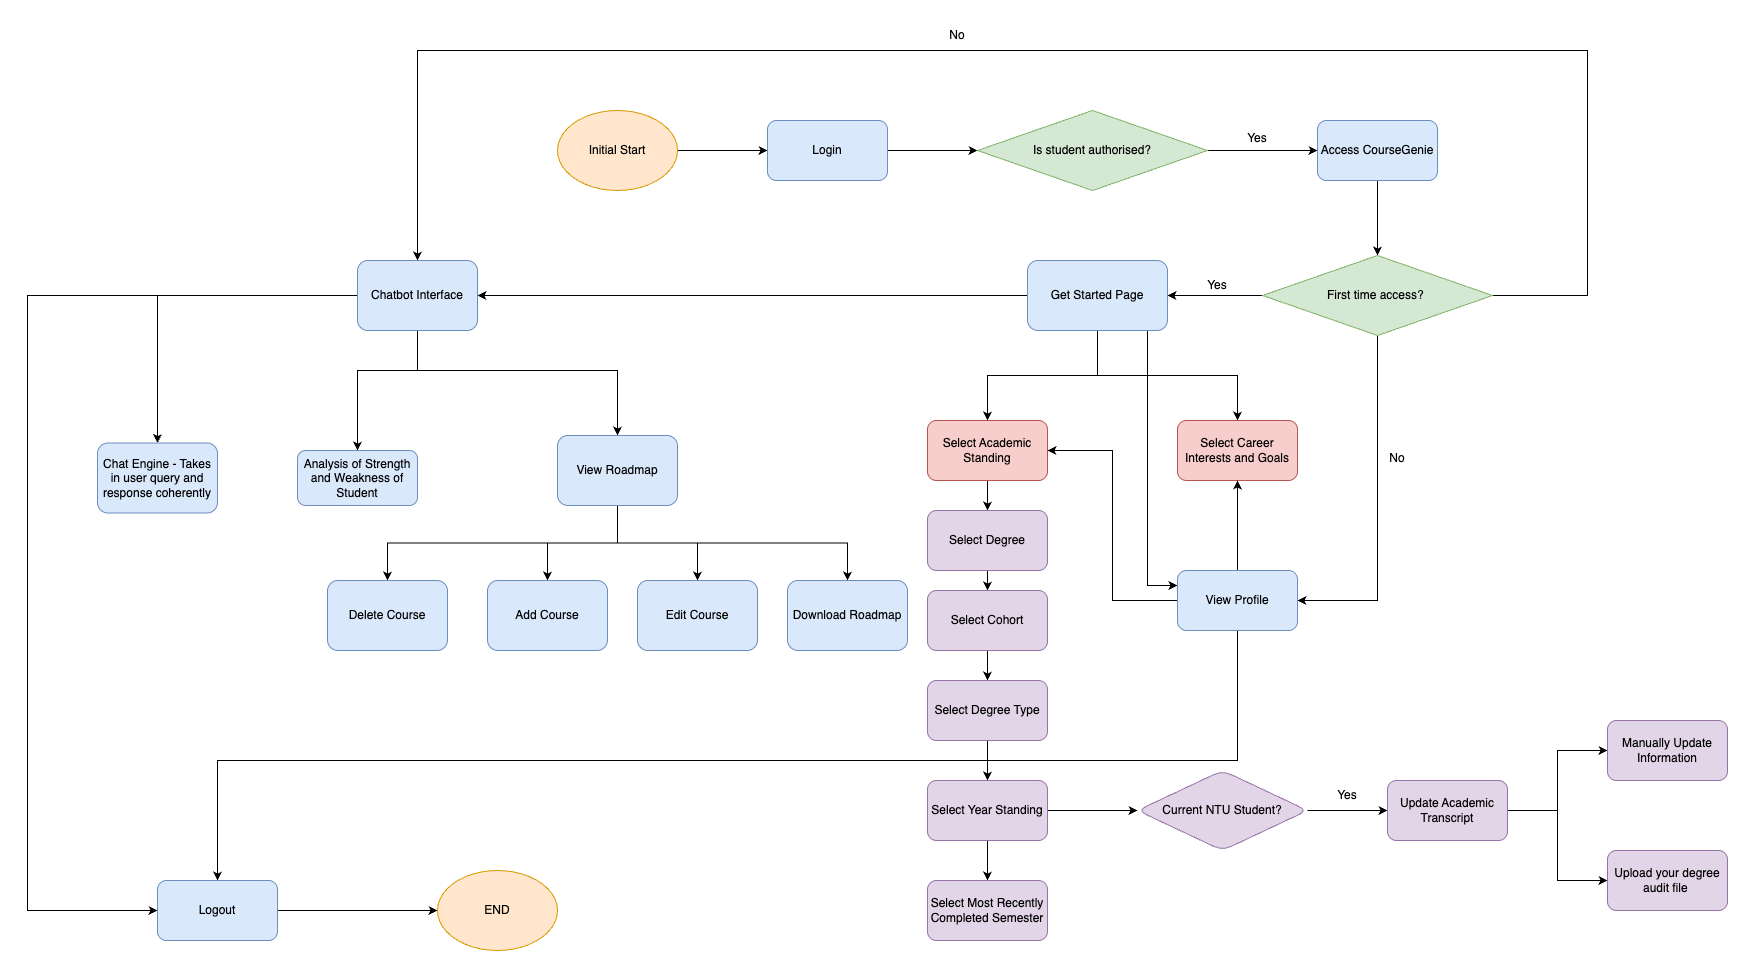 No
Initial Start
Login
Is student authorised?
Yes
Access CourseGenie
Chatbot Interface
Get Started Page
Yes
First time access?
Chat Engine - Takes
in user query and
response coherently
Analysis of Strength
and Weakness of
Student
View Roadmap
Select Academic
Standing
Select Career
Interests and Goals
No
Select Degree
Delete Course
Add Course
Edit Course
Download Roadmap
Select Cohort
View Profile
Select Degree Type
Manually Update
Information
Select Year Standing
Current NTU Student?
Yes
Update Academic
Transcript
Upload your degree
audit file
Logout
END
Select Most Recently
Completed Semester